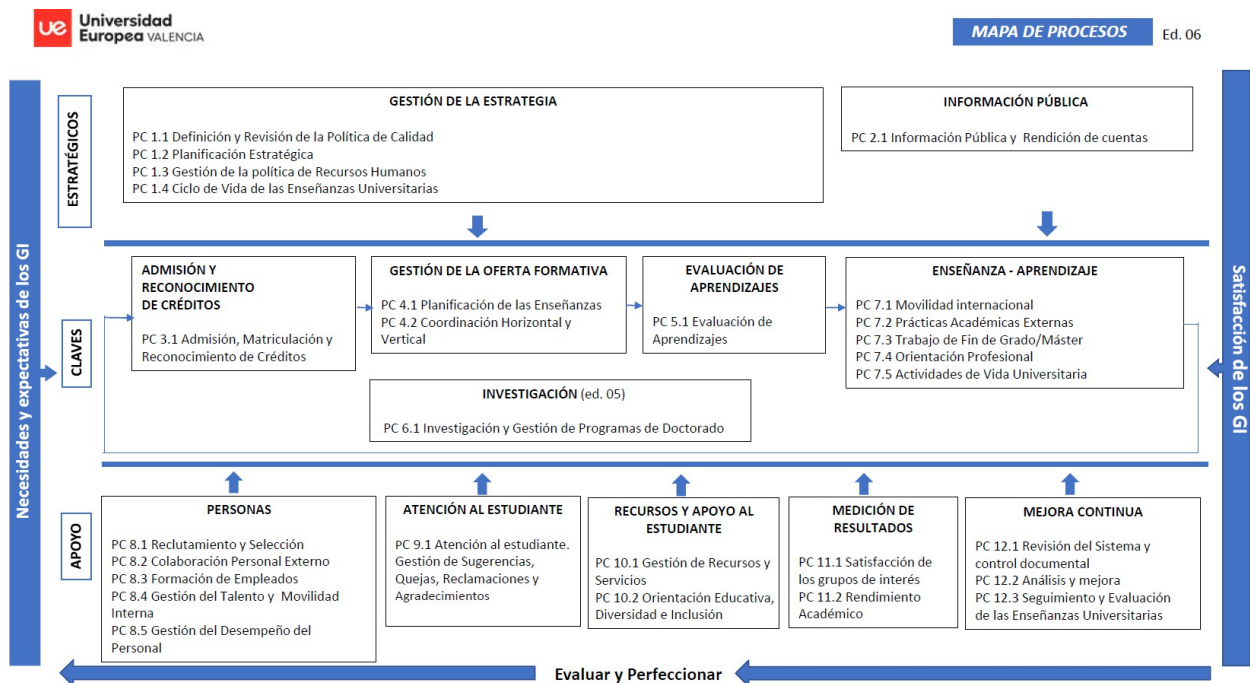 ue Universidad
Europea VALENCIA
MAPA DE PROCESOS
Ed. 06
Necesidades y expectativas de los GI
ESTRATÉGICOS
GESTIÓN DE LA ESTRATEGIA
PC 1.1 Definición y Revisión de la Política de Calidad
PC 1.2 Planificación Estratégica
PC 1.3 Gestión de la política de Recursos Humanos
PC 1.4 Ciclo de Vida de las Enseñanzas Universitarias
INFORMACIÓN PÚBLICA
PC 2.1 Información Pública y Rendición de cuentas
CLAVES
ADMISIÓN Y
RECONOCIMIENTO
DE CRÉDITOS
PC 3.1 Admisión, Matriculación y
Reconocimiento de Créditos
GESTIÓN DE LA OFERTA FORMATIVA
PC 4.1 Planificación de las Enseñanzas
PC 4.2 Coordinación Horizontal y
Vertical
EVALUACIÓN DE
APRENDIZAJES
PC 5.1 Evaluación de
Aprendizajes
ENSEÑANZA - APRENDIZAJE
PC 7.1 Movilidad internacional
PC 7.2 Prácticas Académicas Externas
PC 7.3 Trabajo de Fin de Grado/Máster
PC 7.4 Orientación Profesional
PC 7.5 Actividades de Vida Universitaria
INVESTIGACIÓN (ed. 05)
PC 6.1 Investigación y Gestión de Programas de Doctorado
APOYO
PERSONAS
PC 8.1 Reclutamiento y Selección
PC 8.2 Colaboración Personal Externo
PC 8.3 Formación de Empleados
PC 8.4 Gestión del Talento y Movilidad
Interna
PC 8.5 Gestión del Desempeño del
Personal
ATENCIÓN AL ESTUDIANTE
PC 9.1 Atención al estudiante.
Gestión de Sugerencias,
Quejas, Reclamaciones y
Agradecimientos
RECURSOS Y APOYO AL
ESTUDIANTE
PC 10.1 Gestión de Recursos y
Servicios
PC 10.2 Orientación Educativa,
Diversidad e Inclusión
MEDICIÓN DE
RESULTADOS
PC 11.1 Satisfacción de
los grupos de interés
PC 11.2 Rendimiento
Académico
MEJORA CONTINUA
PC 12.1 Revisión del Sistema y
control documental
PC 12.2 Análisis y mejora
PC 12.3 Seguimiento y Evaluación
de las Enseñanzas Universitarias
Satisfacción de los GI
Evaluar y Perfeccionar